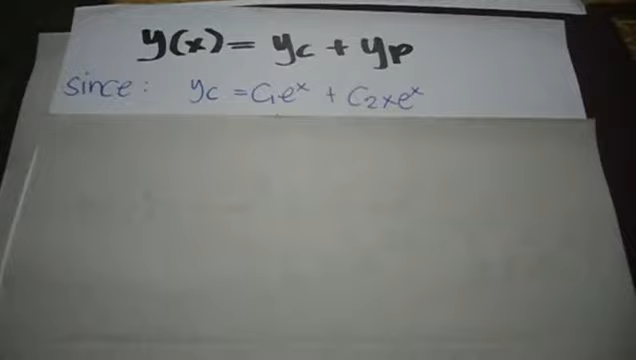 y(x) = yc + yp
since: yc = C1e^x + C2xe^x